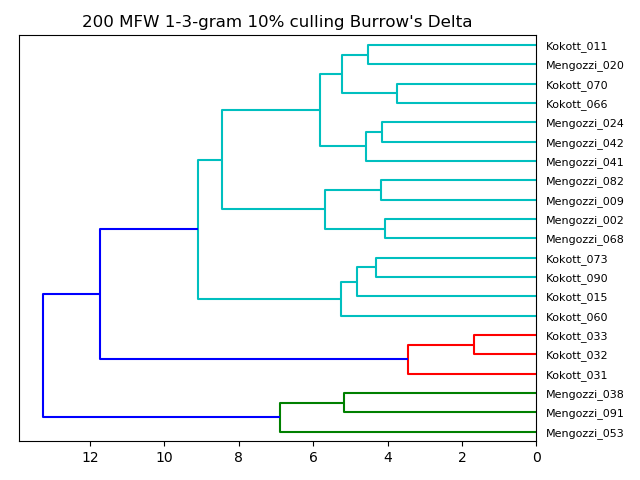 200 MFW 1-3-gram 10% culling Burrow's Delta
Kokott_011
Mengozzi_020
Kokott_070
Kokott_066
Mengozzi_024
Mengozzi_042
Mengozzi_041
Mengozzi_082
Mengozzi_009
Mengozzi_002
Mengozzi_068
Kokott_073
Kokott_090
Kokott_015
Kokott_060
Kokott_033
Kokott_032
Kokott_031
Mengozzi_038
Mengozzi_091
Mengozzi_053
12 10 8 6 4 2 0